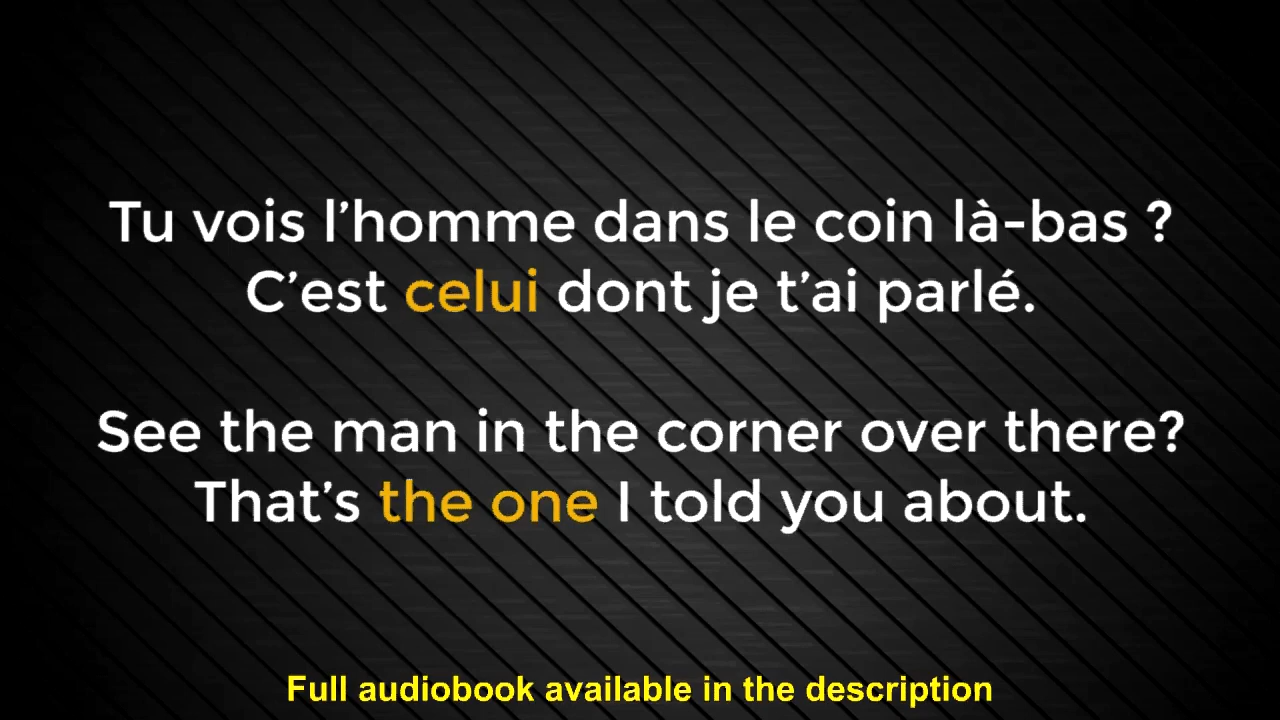 Tu vois l’homme dans le coin là-bas ?
C’est celui dont je t’ai parlé.
See the man in the corner over there?
That’s the one I told you about.
Full audiobook available in the description